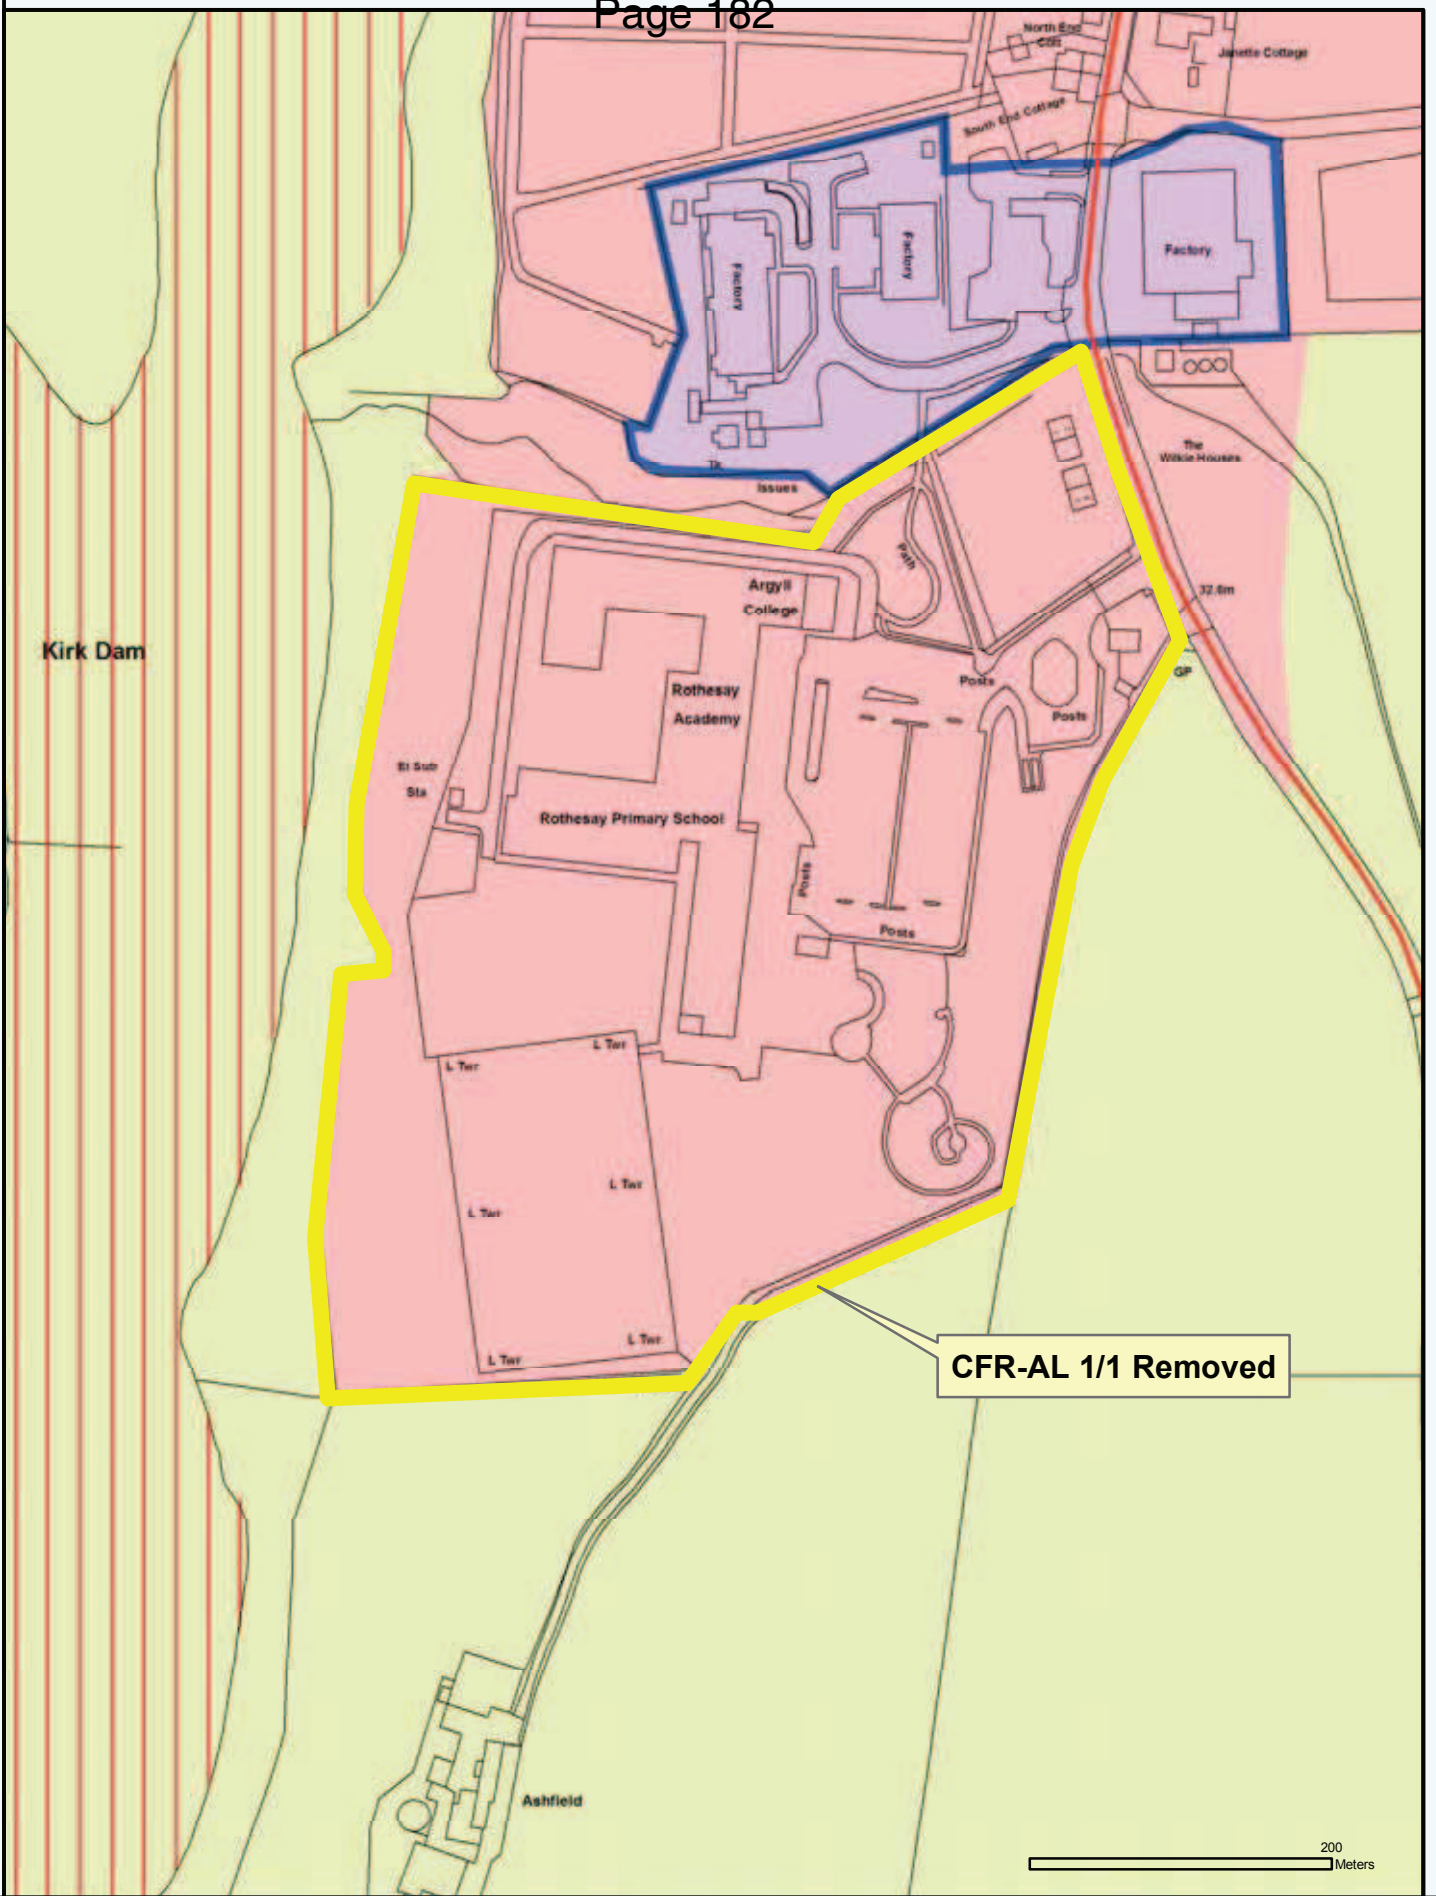 Page 182
North End
Cott
Janette Cottage
South End Cottage
Factory
Factory
Factory
The
Wilkie Houses
Tk
Issues
Path
Argyll
College
32.6m
Kirk Dam
GP
Posts
Rothesay
Academy
Posts
El Sub
Sta
Rothesay Primary School
Posts
Posts
L Twr
L Twr
L Twr
L Twr
L Twr
L Twr
CFR-AL 1/1 Removed
Ashfield
200
Meters